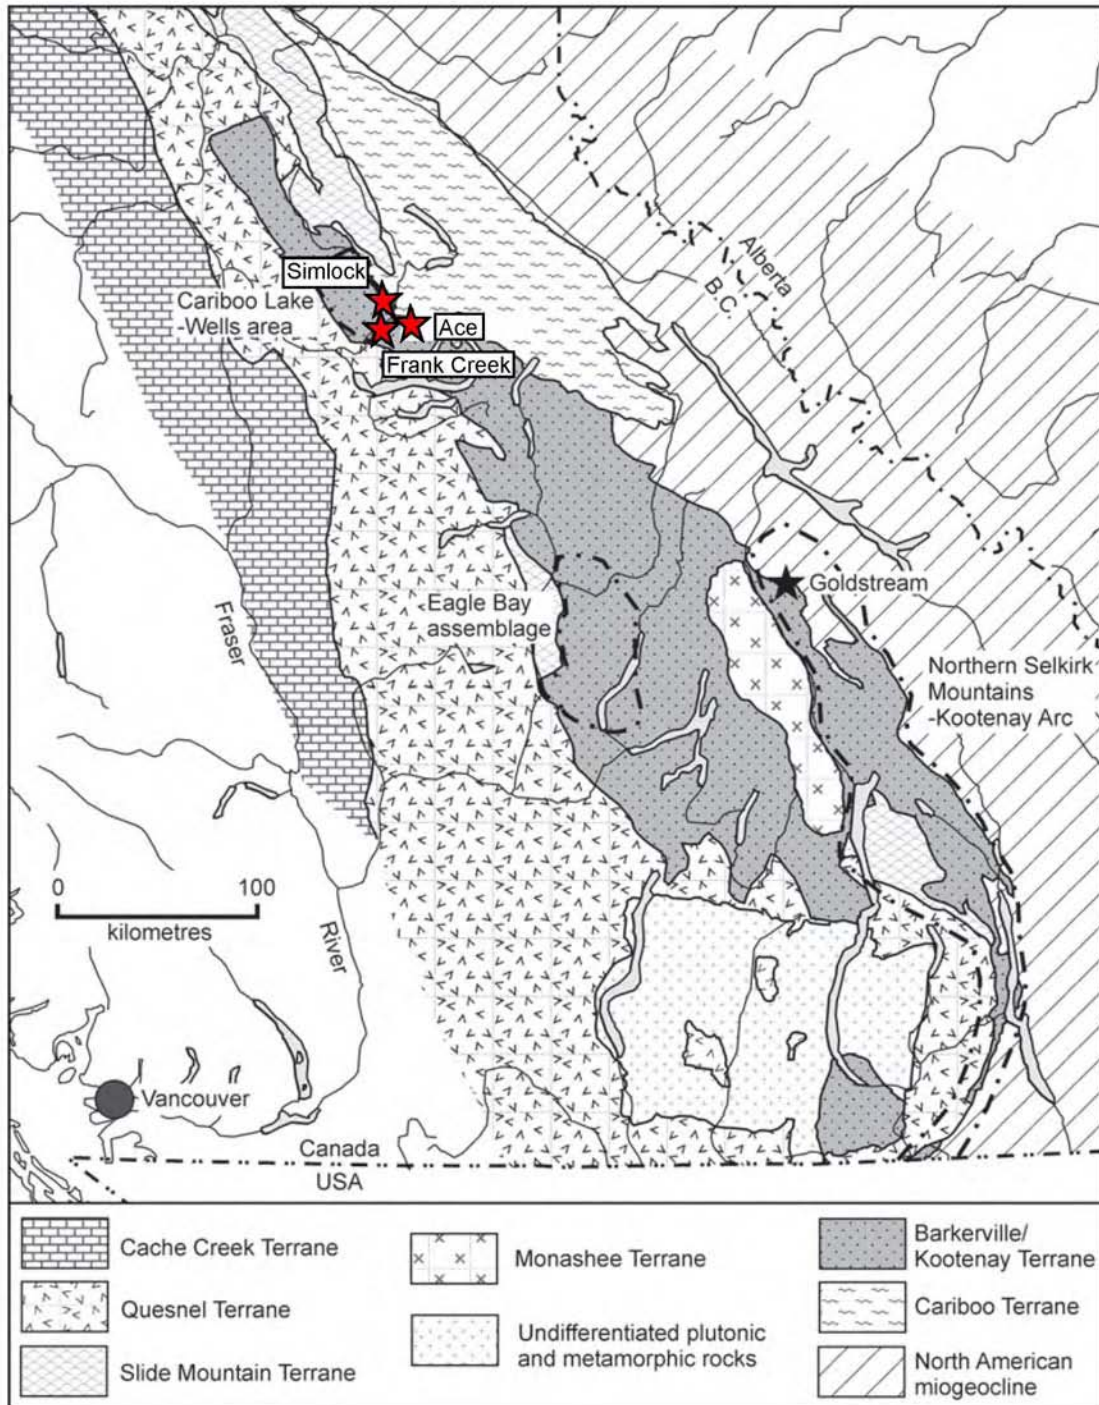 Simlock
Cariboo Lake
-Wells area
Ace
Frank Creek
Alberta
B.C.
Goldstream
Eagle Bay
assemblage
Northern Selkirk
Mountains
-Kootenay Arc
Fraser
River
0 100
kilometres
Vancouver
Canada
USA
Cache Creek Terrane
Quesnel Terrane
Slide Mountain Terrane
Monashee Terrane
Undifferentiated plutonic
and metamorphic rocks
Barkerville/
Kootenay Terrane
Cariboo Terrane
North American
miogeocline